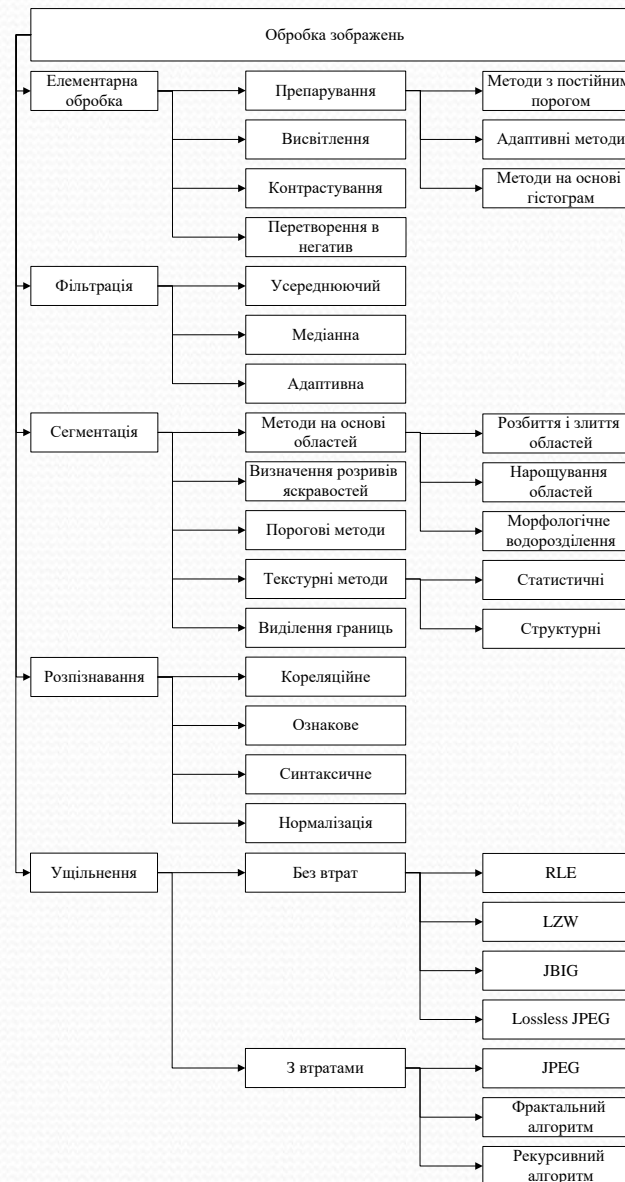 Обробка зображень
Елементарна
обробка
Препарування
Методи з постійним
порогом
Висвітлення
Адаптивні методи
Контрастування
Методи на основі
гістограм
Перетворення в
негатив
Фільтрація
Усереднюючий
Медіанна
Адаптивна
Сегментація
Методи на основі
областей
Розбиття і злиття
областей
Визначення розривів
яскравостей
Нарощування
областей
Порогові методи
Морфологічне
водорозділення
Текстурні методи
Статистичні
Виділення границь
Структурні
Розпізнавання
Кореляційне
Ознакове
Синтаксичне
Нормалізація
Ущільнення
Без втрат
RLE
LZW
JBIG
Lossless JPEG
З втратами
JPEG
Фрактальний
алгоритм
Рекурсивний
алгоритм